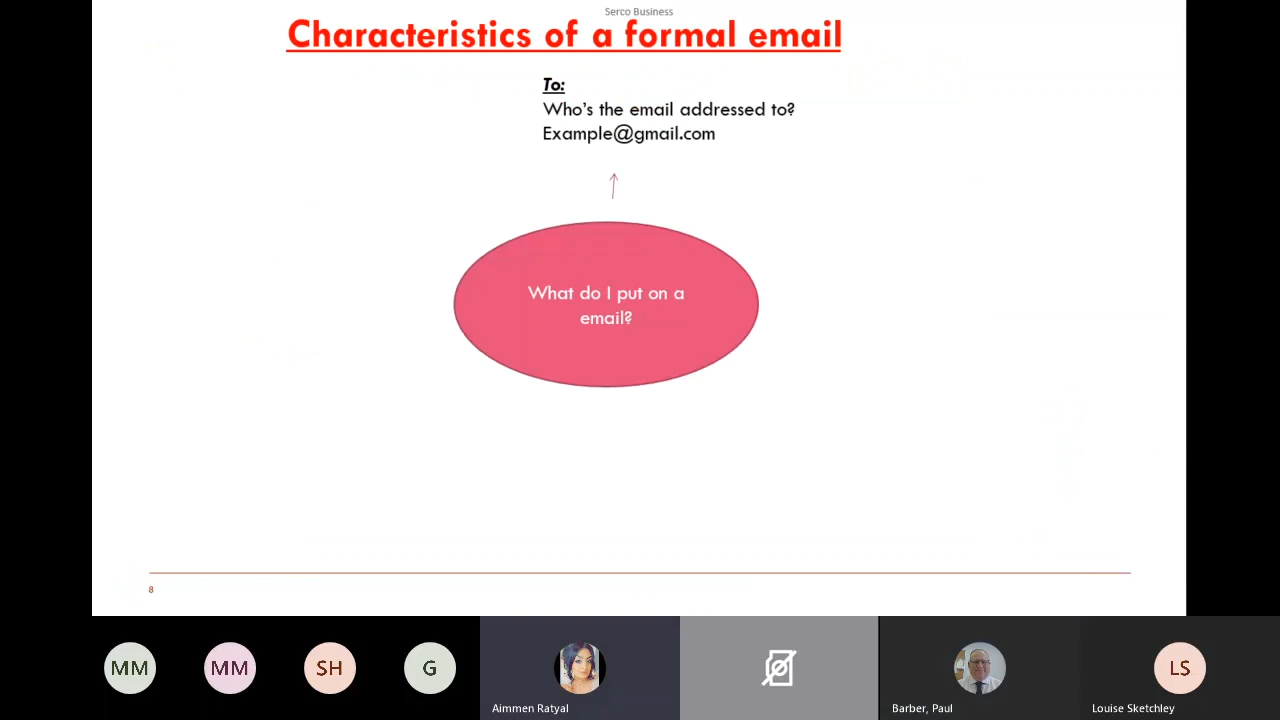 Serco Business
Characteristics of a formal email
To:
Who's the email addressed to?
Example@gmail.com
What do I put on a
email?
8
MM
MM
SH
G
LS
Aimmen Ratyal
Barber, Paul
Louise Sketchley